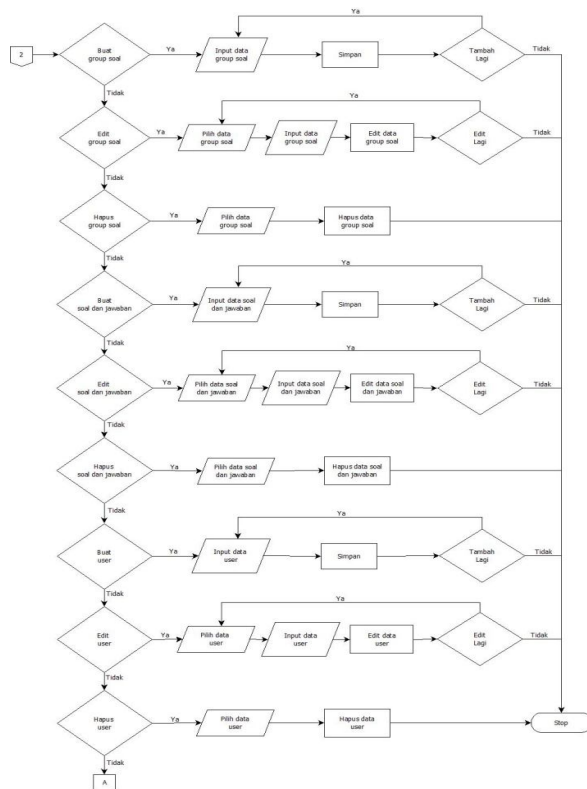 Ya
2
Buat
group soal
Ya
Input data
group soal
Simpan
Tambah
Lagi
Tidak
Tidak
Ya
Edit
group soal
Ya
Pilih data
group soal
Input data
group soal
Edit data
group soal
Edit
Lagi
Tidak
Tidak
Hapus
group soal
Ya
Pilih data
group soal
Hapus data
group soal
Tidak
Ya
Buat
soal dan jawaban
Ya
Input data soal
dan jawaban
Simpan
Tambah
Lagi
Tidak
Tidak
Ya
Edit
soal dan jawaban
Ya
Pilih data soal
dan jawaban
Input data soal
dan jawaban
Edit data soal
dan jawaban
Edit
Lagi
Tidak
Tidak
Hapus
soal dan jawaban
Ya
Pilih data soal
dan jawaban
Hapus data soal
dan jawaban
Tidak
Ya
Buat
user
Ya
Input data
user
Simpan
Tambah
Lagi
Tidak
Tidak
Ya
Edit
user
Ya
Pilih data
user
Input data
user
Edit data
user
Edit
Lagi
Tidak
Tidak
Hapus
user
Ya
Pilih data
user
Hapus data
user
Stop
Tidak
A